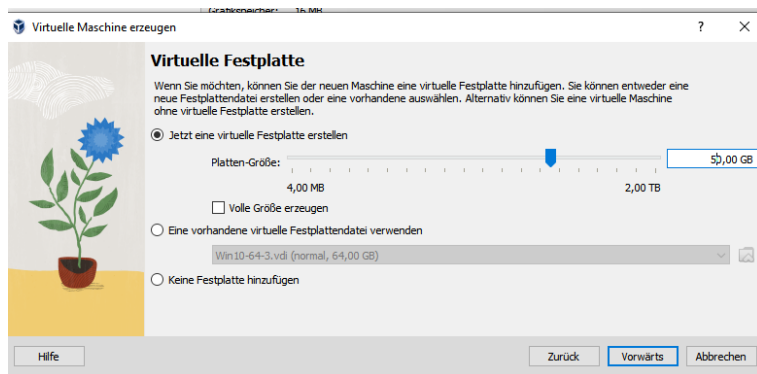 Grafikspeicher: 16 MB
Virtuelle Maschine erzeugen
Virtuelle Festplatte
Wenn Sie möchten, können Sie der neuen Maschine eine virtuelle Festplatte hinzufügen. Sie können entweder eine
neue Festplattendatei erstellen oder eine vorhandene auswählen. Alternativ können Sie eine virtuelle Maschine
ohne virtuelle Festplatte erstellen.
Jetzt eine virtuelle Festplatte erstellen
Platten-Größe: 50,00 GB
4,00 MB 2,00 TB
Volle Größe erzeugen
Eine vorhandene virtuelle Festplattendatei verwenden
Win10-64-3.vdi (normal, 64,00 GB)
Keine Festplatte hinzufügen
Hilfe Zurück Vorwärts Abbrechen